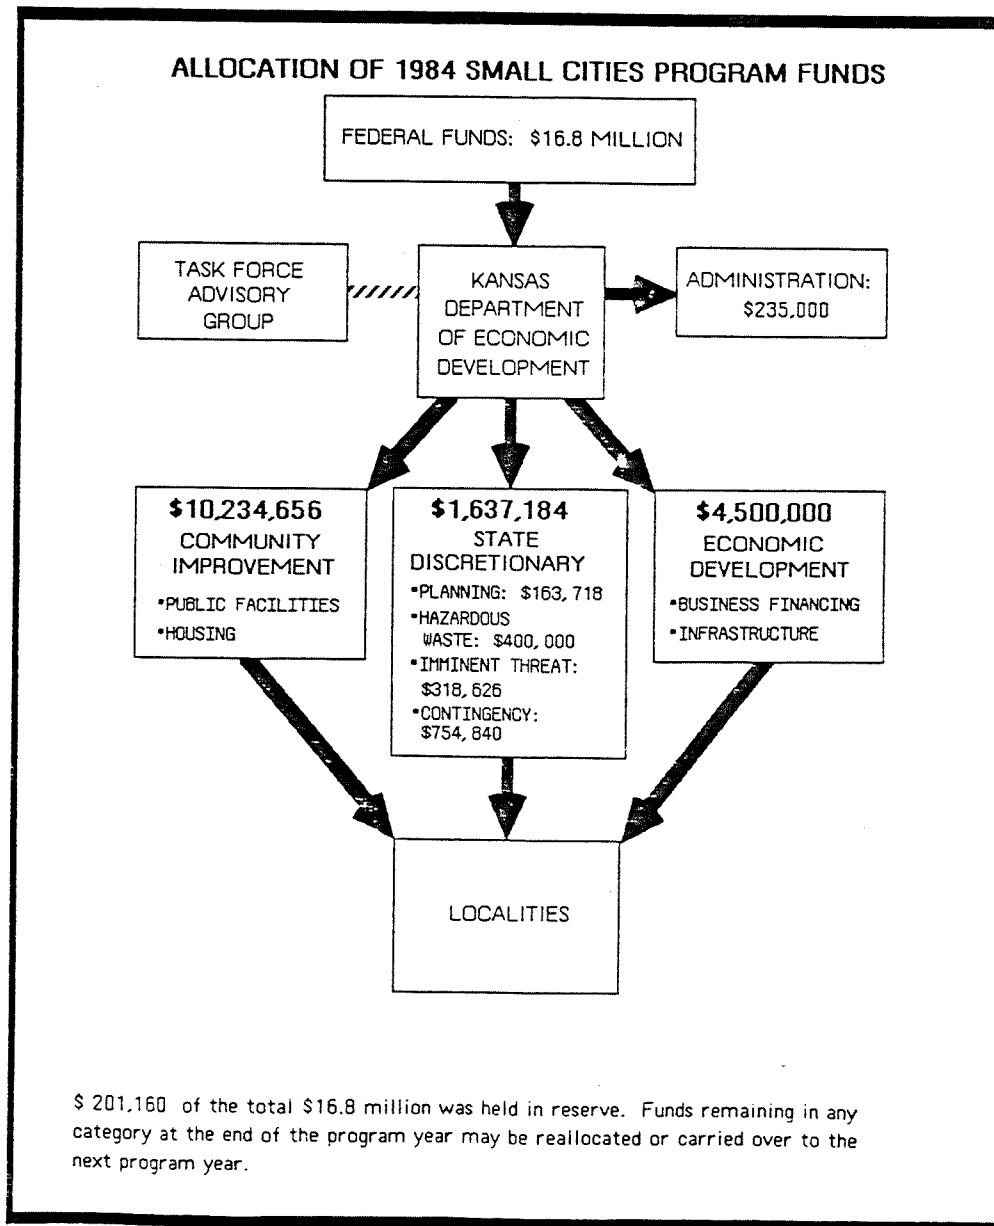 ALLOCATION OF 1984 SMALL CITIES PROGRAM FUNDS
FEDERAL FUNDS: $16.8 MILLION
TASK FORCE
ADVISORY
GROUP
KANSAS
DEPARTMENT
OF ECONOMIC
DEVELOPMENT
ADMINISTRATION:
$235,000
$10,234,656
COMMUNITY
IMPROVEMENT
•PUBLIC FACILITIES
•HOUSING
$1,637,184
STATE
DISCRETIONARY
•PLANNING: $163,718
•HAZARDOUS
WASTE: $400,000
•IMMINENT THREAT:
$318,626
•CONTINGENCY:
$754,840
$4,500,000
ECONOMIC
DEVELOPMENT
•BUSINESS FINANCING
•INFRASTRUCTURE
LOCALITIES
$ 201,160 of the total $16.8 million was held in reserve. Funds remaining in any
category at the end of the program year may be reallocated or carried over to the
next program year.